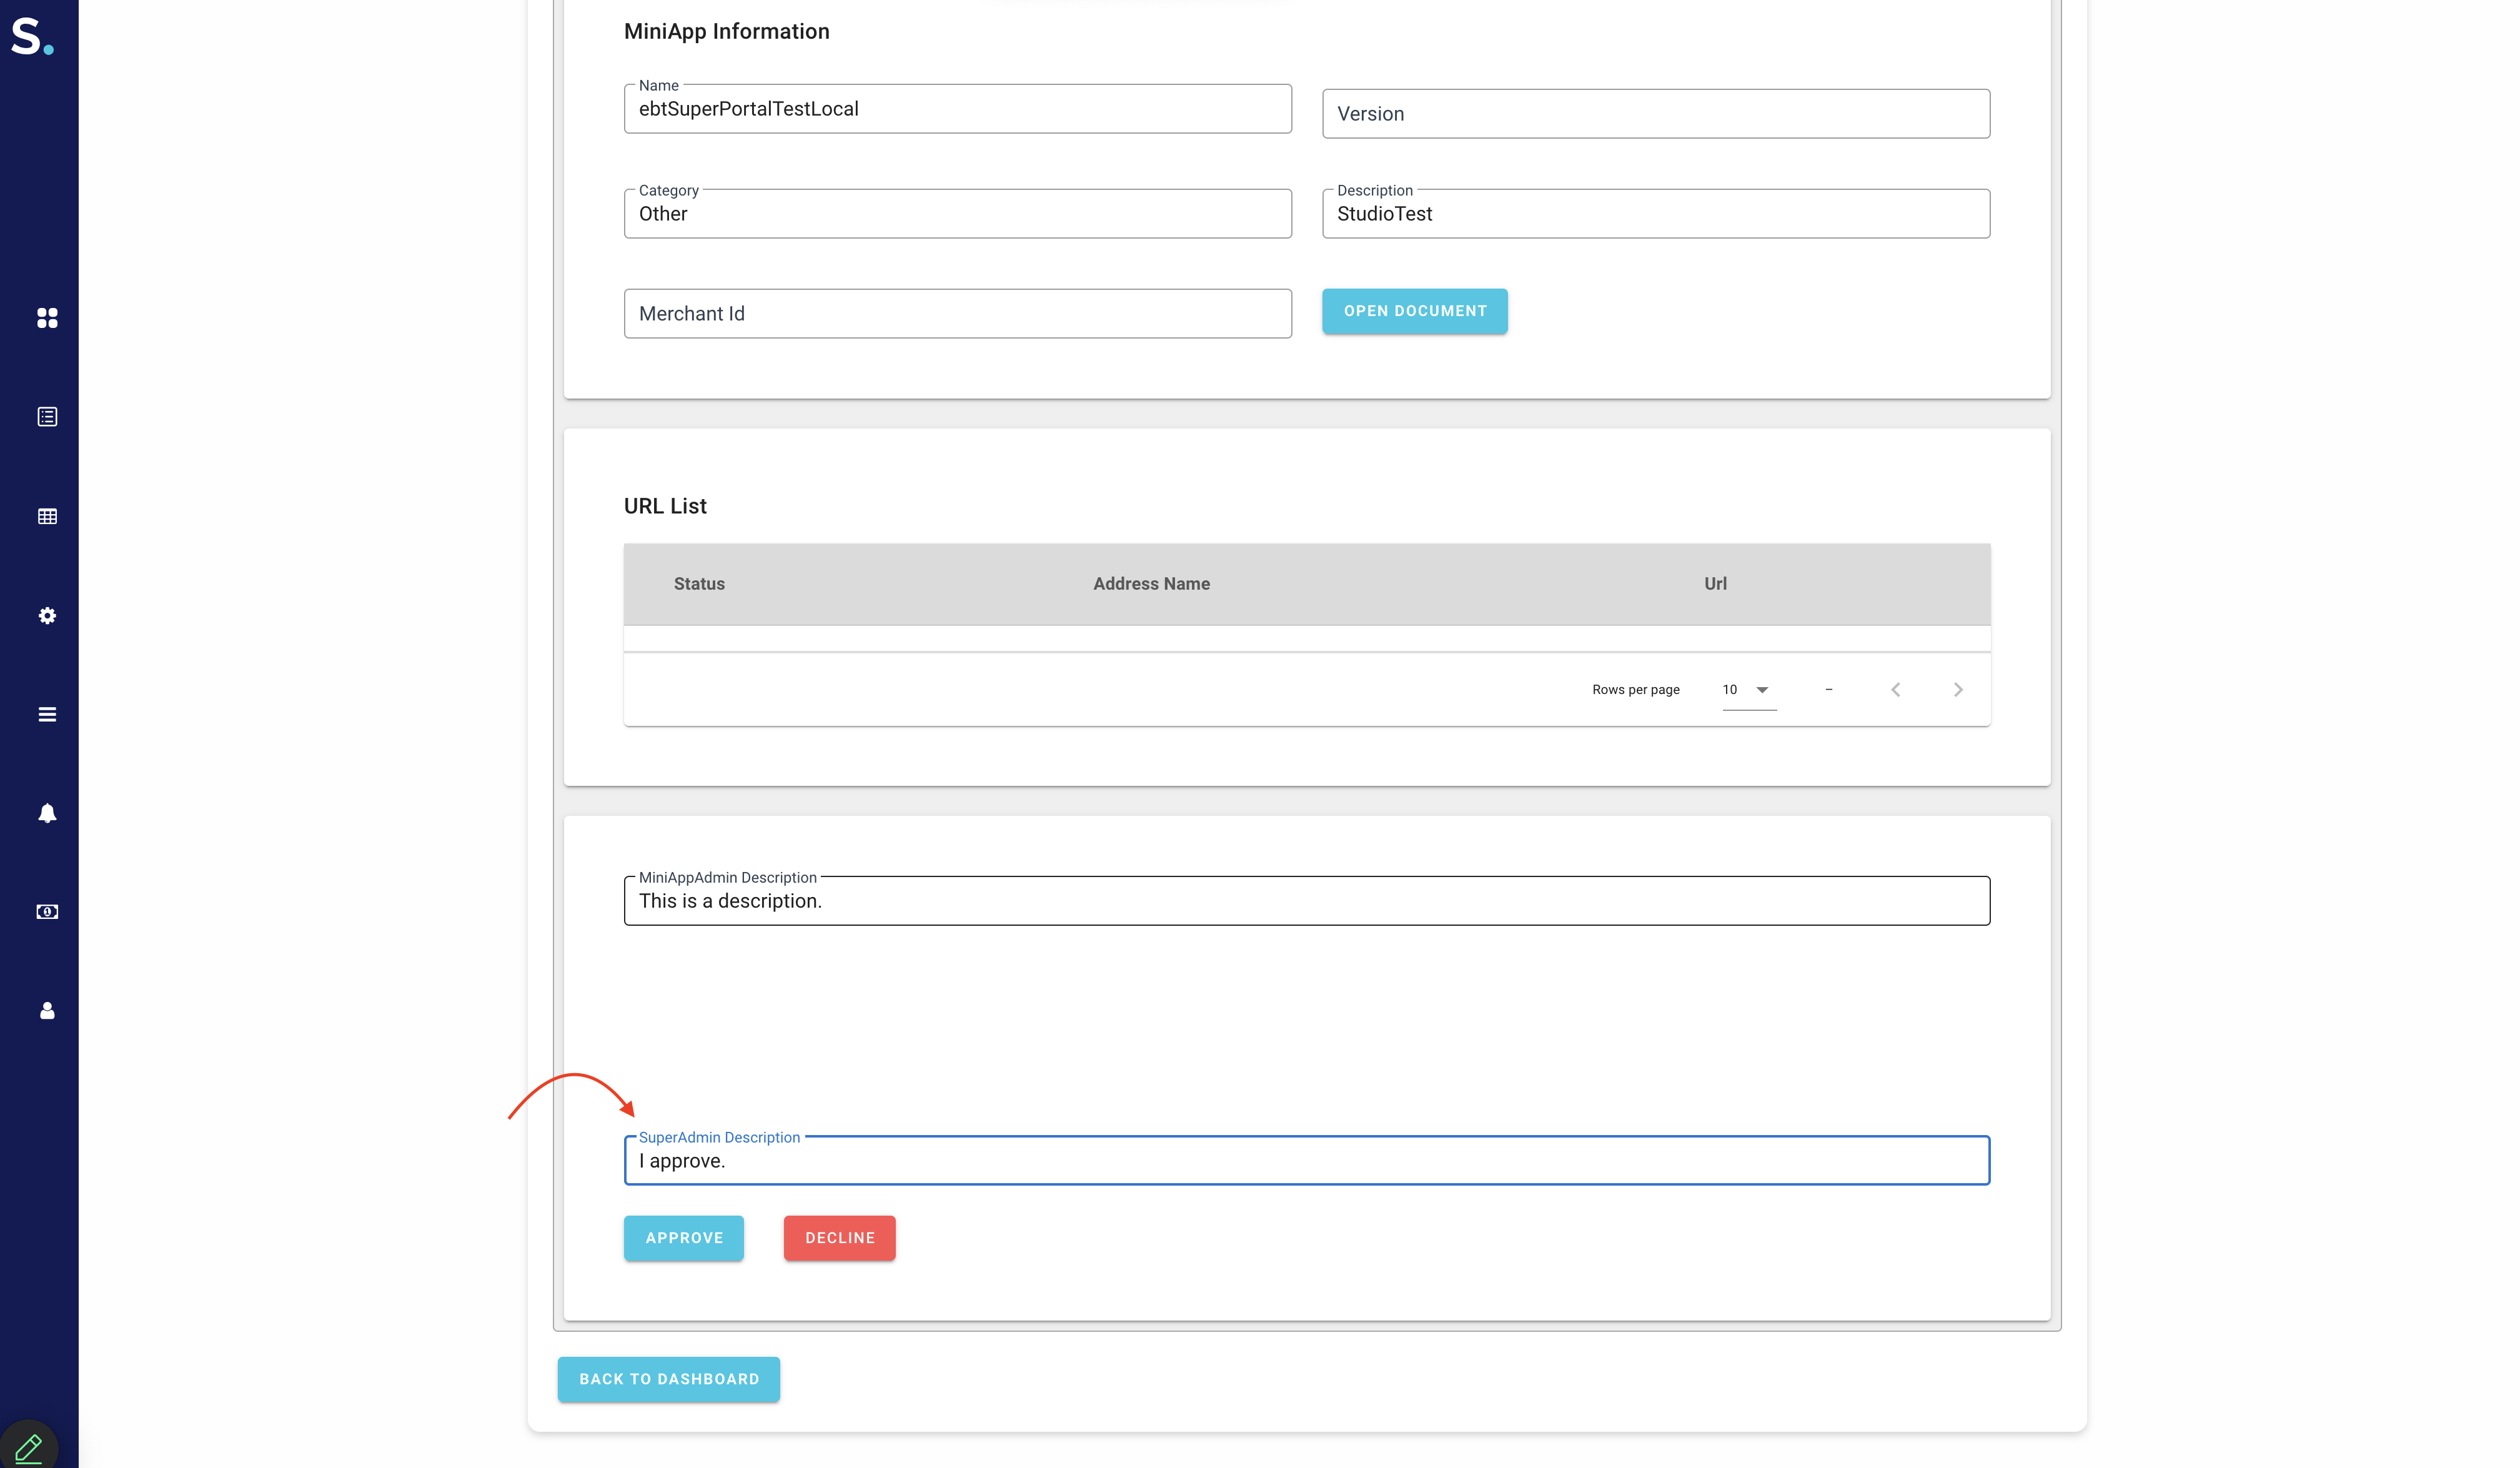 S.
MiniApp Information
Name
ebtSuperPortalTestLocal
Version
Category
Other
Description
StudioTest
Merchant Id
OPEN DOCUMENT
URL List
Status Address Name Url
Rows per page 10 –
MiniAppAdmin Description
This is a description.
SuperAdmin Description
I approve.
APPROVE DECLINE
BACK TO DASHBOARD